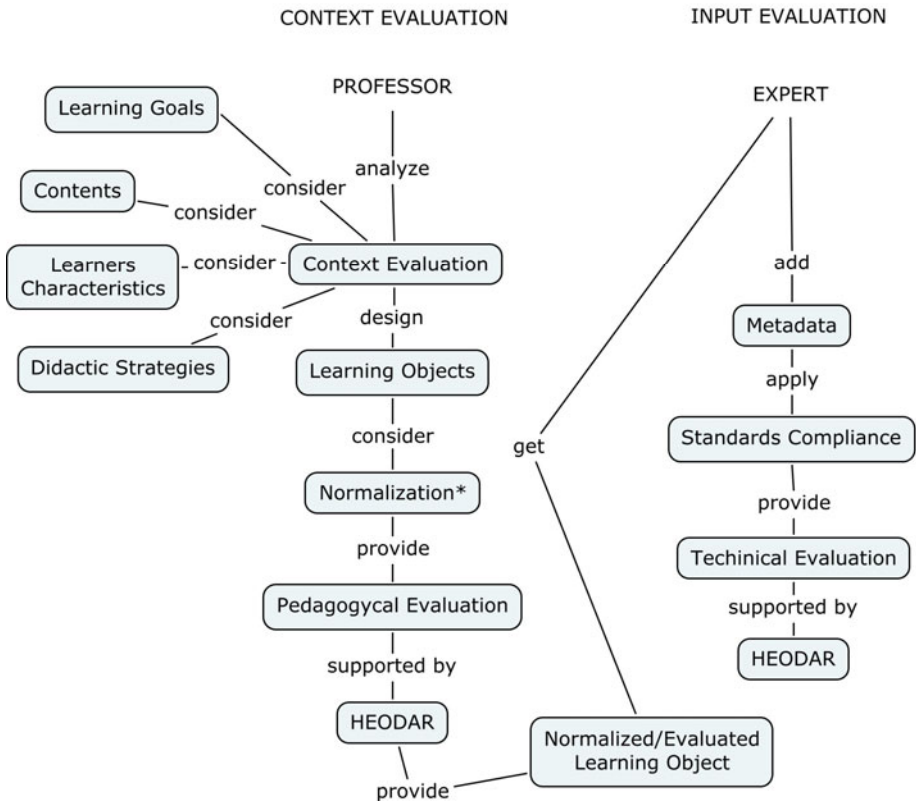 CONTEXT EVALUATION
INPUT EVALUATION
PROFESSOR
EXPERT
Learning Goals
analyze
consider
Contents
consider
Learners
Characteristics
consider
Context Evaluation
add
consider
design
Metadata
Didactic Strategies
Learning Objects
apply
consider
get
Standards Compliance
Normalization*
provide
provide
Techinical Evaluation
Pedagogycal Evaluation
supported by
supported by
HEODAR
HEODAR
Normalized/Evaluated
Learning Object
provide